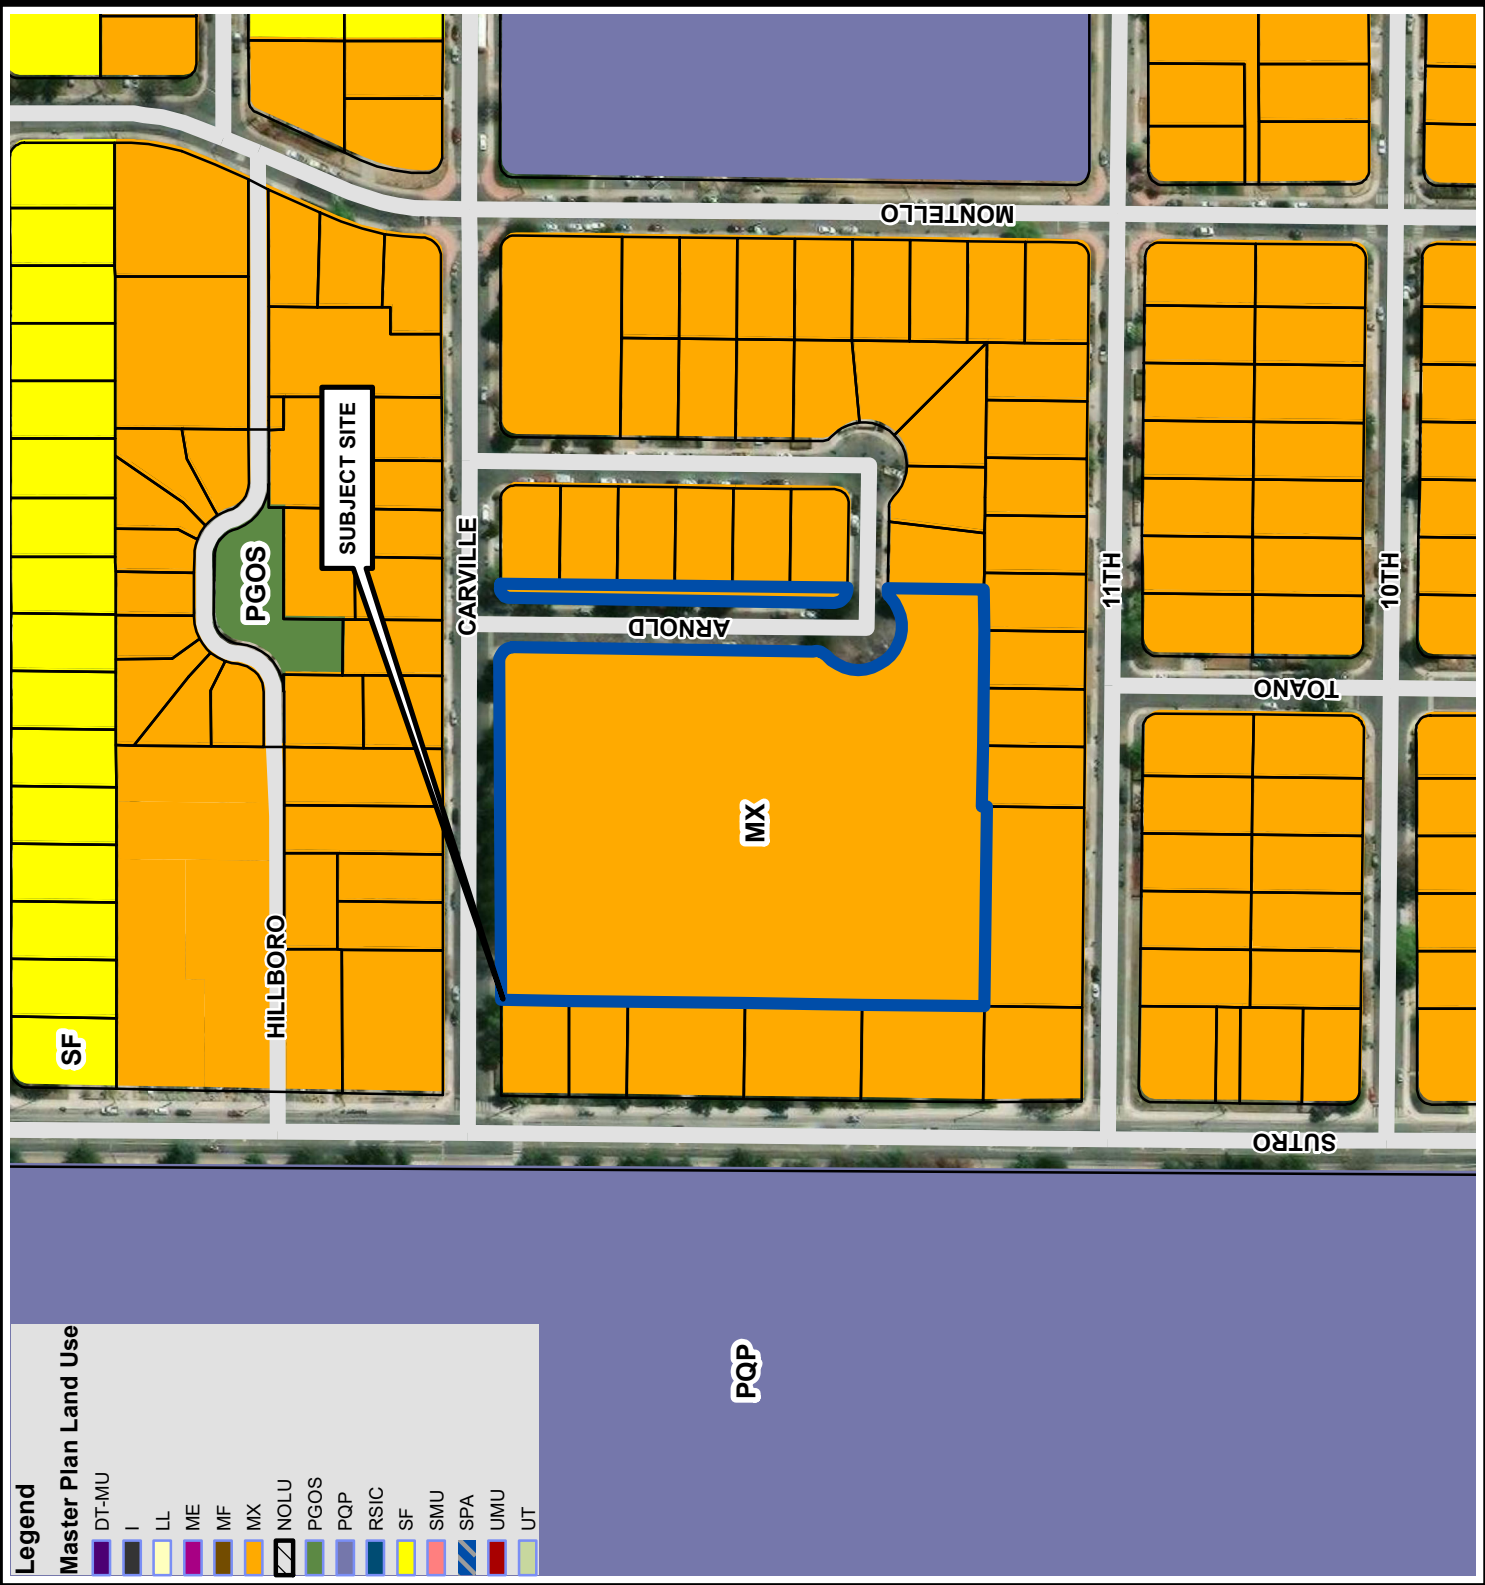 SUBJECT SITE
PGOS
SF
HILLBORO
CARVILLE
ARNOLD
MONTELLO
MX
11TH
10TH
TOANO
SUTRO
PQP
Legend
Master Plan Land Use
DT-MU
I
LL
ME
MF
MX
NOLU
PGOS
PQP
RSIC
SF
SMU
SPA
UMU
UT